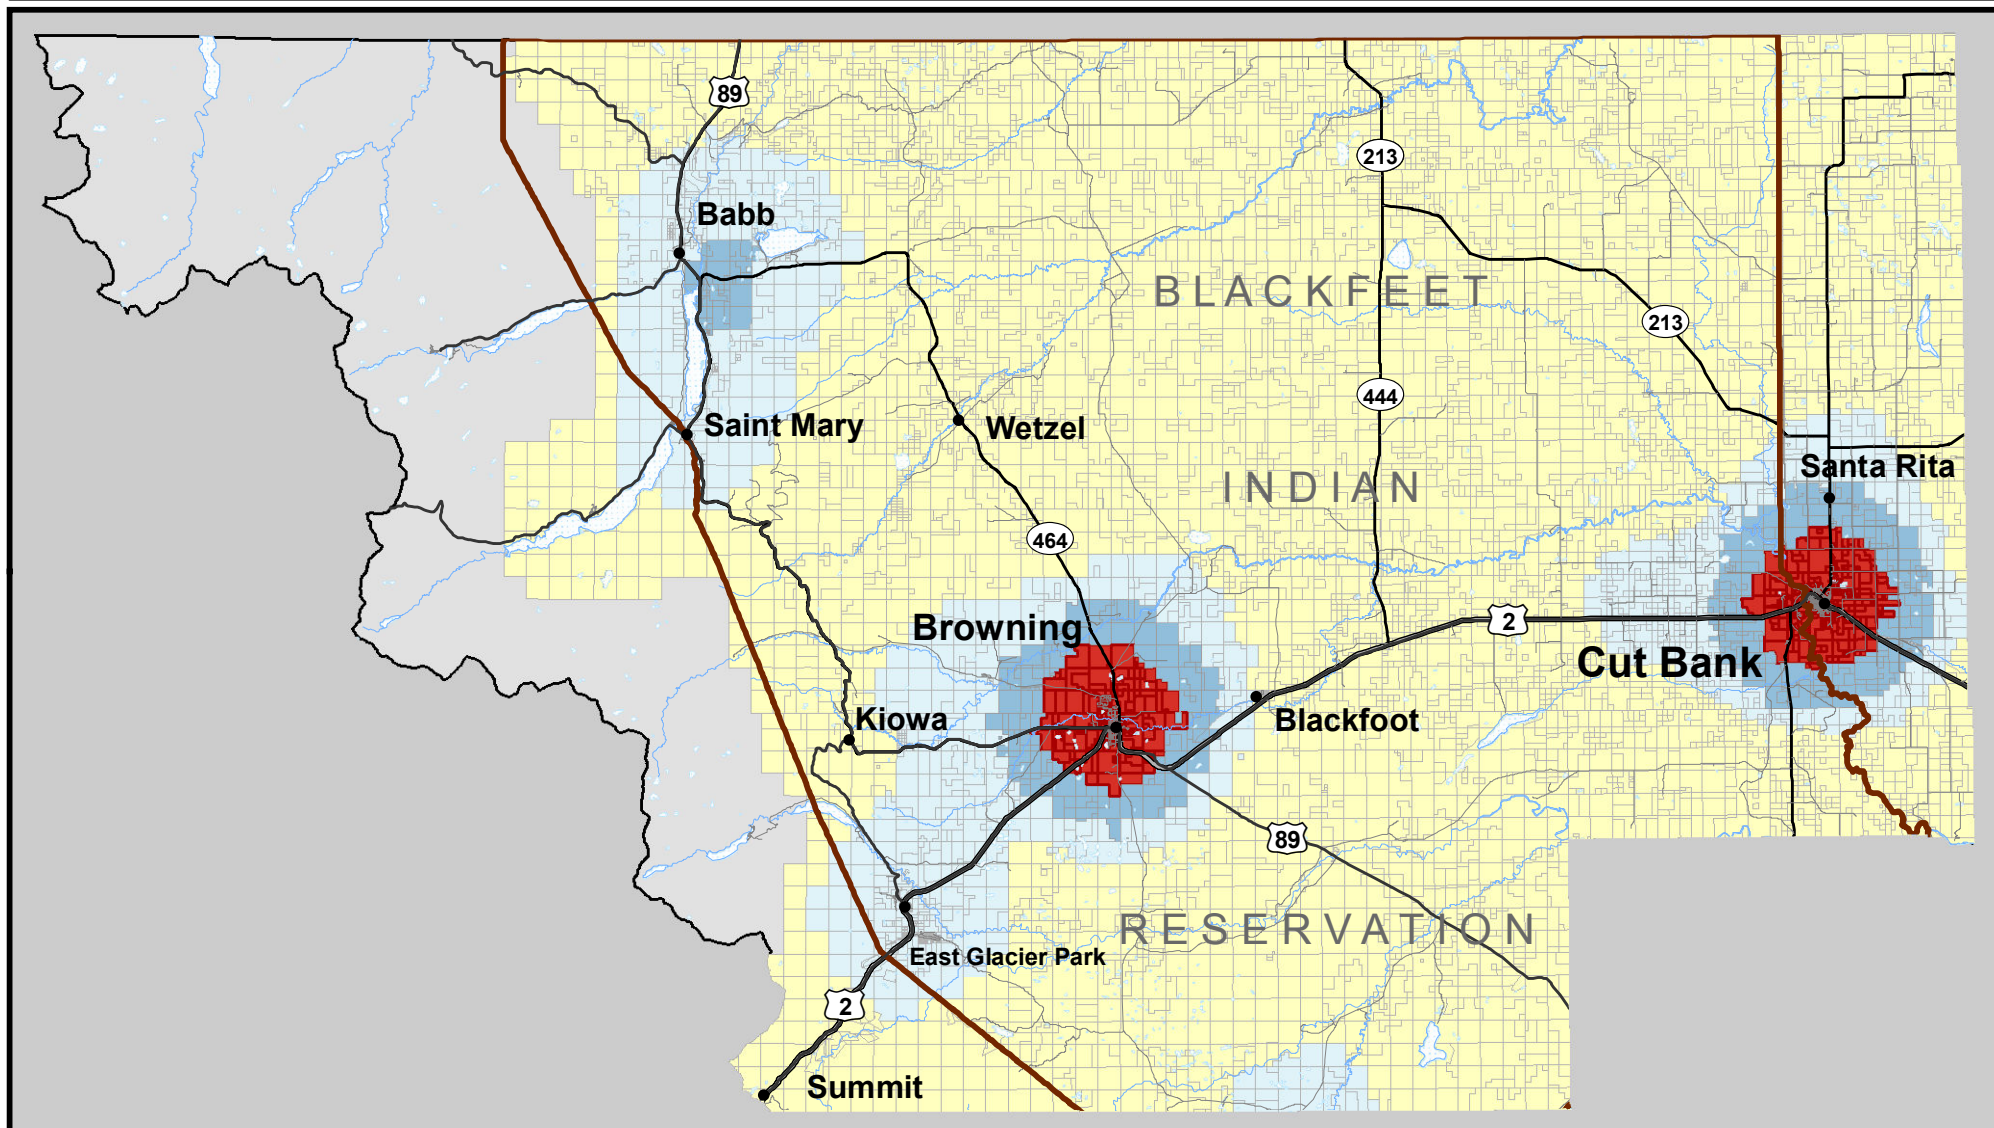 89
213
Babb
BLACKFEET
213
444
Saint Mary
Wetzel
Santa Rita
INDIAN
464
Browning
2
Cut Bank
Kiowa
Blackfoot
89
RESERVATION
East Glacier Park
2
Summit